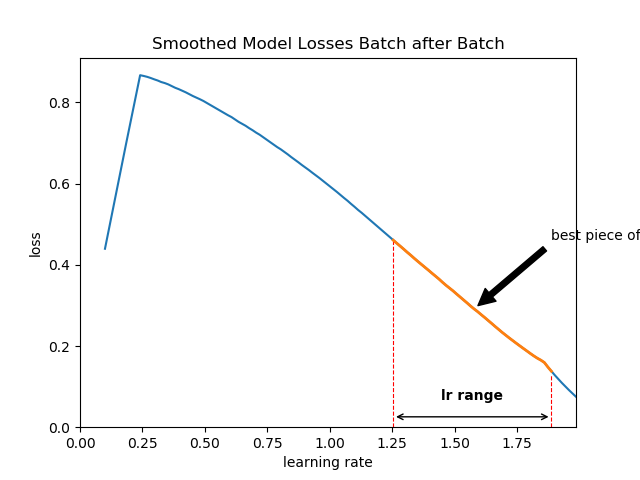 Smoothed Model Losses Batch after Batch
0.8
0.6
0.4
0.2
0.0
loss
best piece of
lr range
0.00 0.25 0.50 0.75 1.00 1.25 1.50 1.75
learning rate